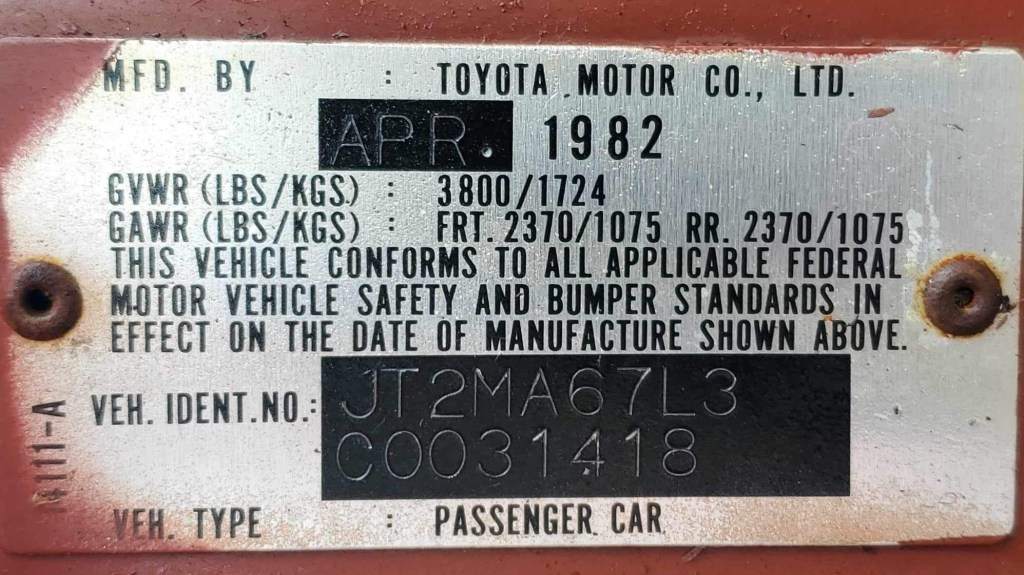 MFD. BY : TOYOTA MOTOR CO., LTD.
APR. 1982
GVWR (LBS/KGS) : 3800/1724
GAWR (LBS/KGS) : FRT. 2370/1075 RR. 2370/1075
THIS VEHICLE CONFORMS TO ALL APPLICABLE FEDERAL
MOTOR VEHICLE SAFETY AND BUMPER STANDARDS IN
EFFECT ON THE DATE OF MANUFACTURE SHOWN ABOVE.
VEH. IDENT.NO.: JT2MA67L3
C0031418
VEH. TYPE : PASSENGER CAR
14111-A